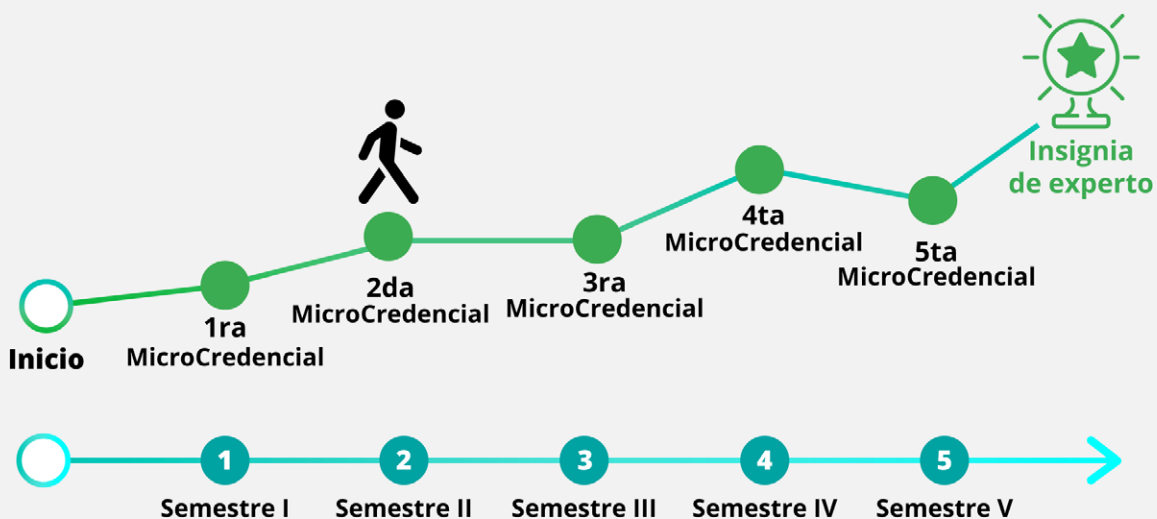 Insignia
de experto
4ta
MicroCredencial
5ta
MicroCredencial
3ra
MicroCredencial
2da
MicroCredencial
1ra
MicroCredencial
Inicio
1
2
3
4
5
Semestre I
Semestre II
Semestre III
Semestre IV
Semestre V